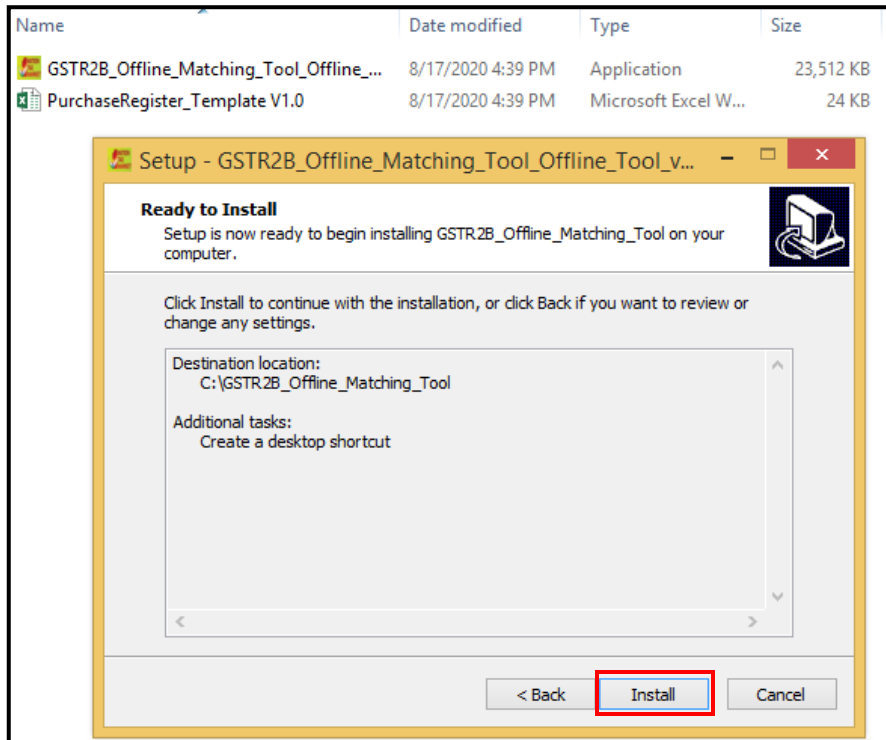 Name Date modified Type Size
GSTR2B_Offline_Matching_Tool_Offline_... 8/17/2020 4:39 PM Application 23,512 KB
PurchaseRegister_Template V1.0 8/17/2020 4:39 PM Microsoft Excel W... 24 KB
Setup - GSTR2B_Offline_Matching_Tool_Offline_Tool_v...
Ready to Install
Setup is now ready to begin installing GSTR2B_Offline_Matching_Tool on your
computer.
Click Install to continue with the installation, or click Back if you want to review or
change any settings.
Destination location:
C:\GSTR2B_Offline_Matching_Tool
Additional tasks:
Create a desktop shortcut
< Back Install Cancel